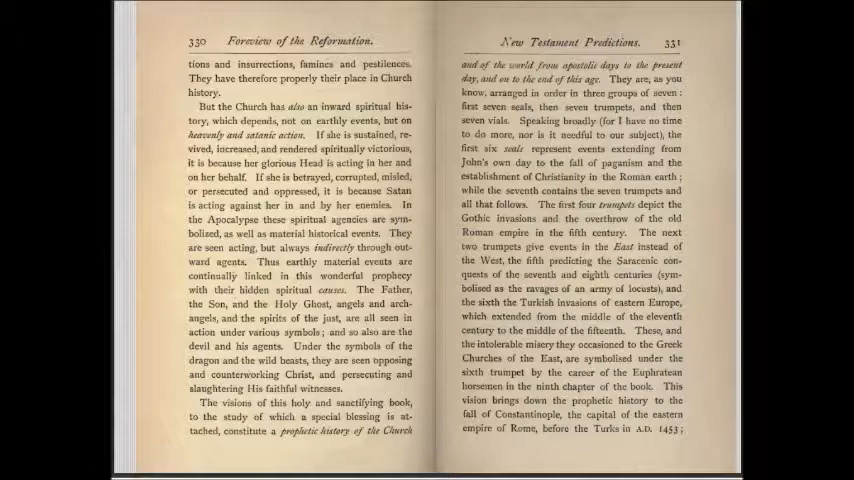 330 Foreview of the Reformation.
tions and insurrections, famines and pestilences.
They have therefore properly their place in Church
history.
But the Church has also an inward spiritual his-
tory, which depends, not on earthly events, but on
heavenly and satanic action. If she is sustained, re-
vived, increased, and rendered spiritually victorious,
it is because her glorious Head is acting in her and
on her behalf. If she is betrayed, corrupted, misled,
or persecuted and oppressed, it is because Satan
is acting against her in and by her enemies. In
the Apocalypse these spiritual agencies are sym-
bolized, as well as material historical events. They
are seen acting, but always indirectly through out-
ward agents. Thus earthly material events are
continually linked in this wonderful prophecy
with their hidden spiritual causes. The Father,
the Son, and the Holy Ghost, angels and arch-
angels, and the spirits of the just, are all seen in
action under various symbols; and so also are the
devil and his agents. Under the symbols of the
dragon and the wild beasts, they are seen opposing
and counterworking Christ, and persecuting and
slaughtering His faithful witnesses.
The visions of this holy and sanctifying book,
to the study of which a special blessing is at-
tached, constitute a prophetic history of the Church
New Testament Predictions. 331
and of the world from apostolic days to the present
day, and on to the end of this age. They are, as you
know, arranged in order in three groups of seven:
first seven seals, then seven trumpets, and then
seven vials. Speaking broadly (for I have no time
to do more, nor is it needful to our subject), the
first six seals represent events extending from
John's own day to the fall of paganism and the
establishment of Christianity in the Roman earth;
while the seventh contains the seven trumpets and
all that follows. The first four trumpets depict the
Gothic invasions and the overthrow of the old
Roman empire in the fifth century. The next
two trumpets give events in the East instead of
the West, the fifth predicting the Saracenic con-
quests of the seventh and eighth centuries (sym-
bolised as the ravages of an army of locusts), and
the sixth the Turkish invasions of eastern Europe,
which extended from the middle of the eleventh
century to the middle of the fifteenth. These, and
the intolerable misery they occasioned to the Greek
Churches of the East, are symbolised under the
sixth trumpet by the career of the Euphratean
horsemen in the ninth chapter of the book. This
vision brings down the prophetic history to the
fall of Constantinople, the capital of the eastern
empire of Rome, before the Turks in A.D. 1453;